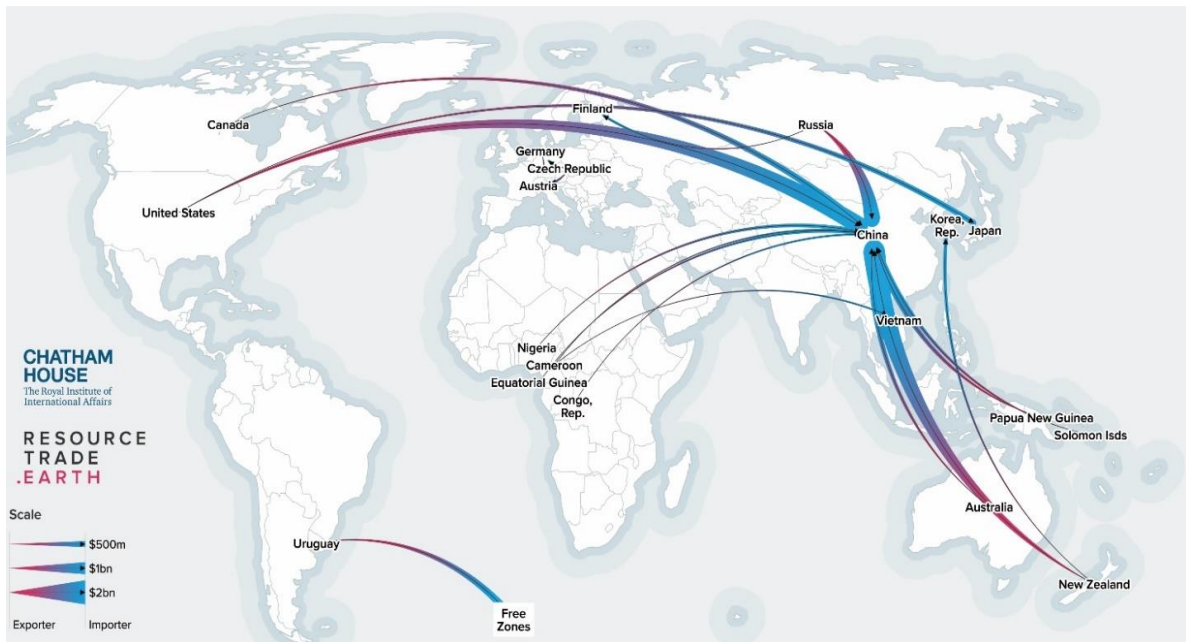 Canada
Finland
Russia
Germany
Czech Republic
Austria
United States
China
Korea,
Rep.
Japan
Vietnam
Nigeria
Cameroon
Equatorial Guinea
Congo,
Rep.
Papua New Guinea
Solomon Isds
Australia
New Zealand
Uruguay
Free
Zones
CHATHAM
HOUSE
The Royal Institute of
International Affairs
RESOURCE
TRADE
.EARTH
Scale
$500m
$1bn
$2bn
Exporter Importer